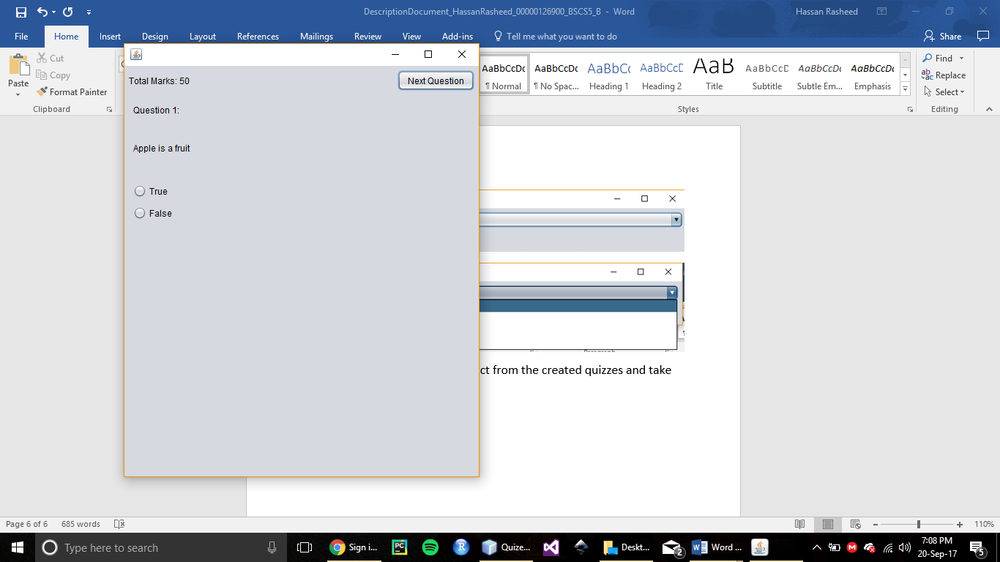 DescriptionDocument_HassanRasheed_00000126900_BSCS5_B - Word
Hassan Rasheed
File Home Insert Design Layout References Mailings Review View Add-ins Tell me what you want to do Share
Paste
Cut
Copy
Format Painter
Clipboard
AaBbCcDc AaBbCcDc AaBbCc AaBbCcD AaB AaBbCcD AaBbCcDc AaBbCcDc
¶ Normal ¶ No Spac... Heading 1 Heading 2 Title Subtitle Subtle Em... Emphasis
Styles
Find
Replace
Select
Editing
Total Marks: 50
Next Question
Question 1:
Apple is a fruit
True
False
ct from the created quizzes and take
Page 6 of 6 685 words
110%
Type here to search
Sign i...
PC
R
Quize...
Deskt...
2
Word ...
7:08 PM
20-Sep-17
5